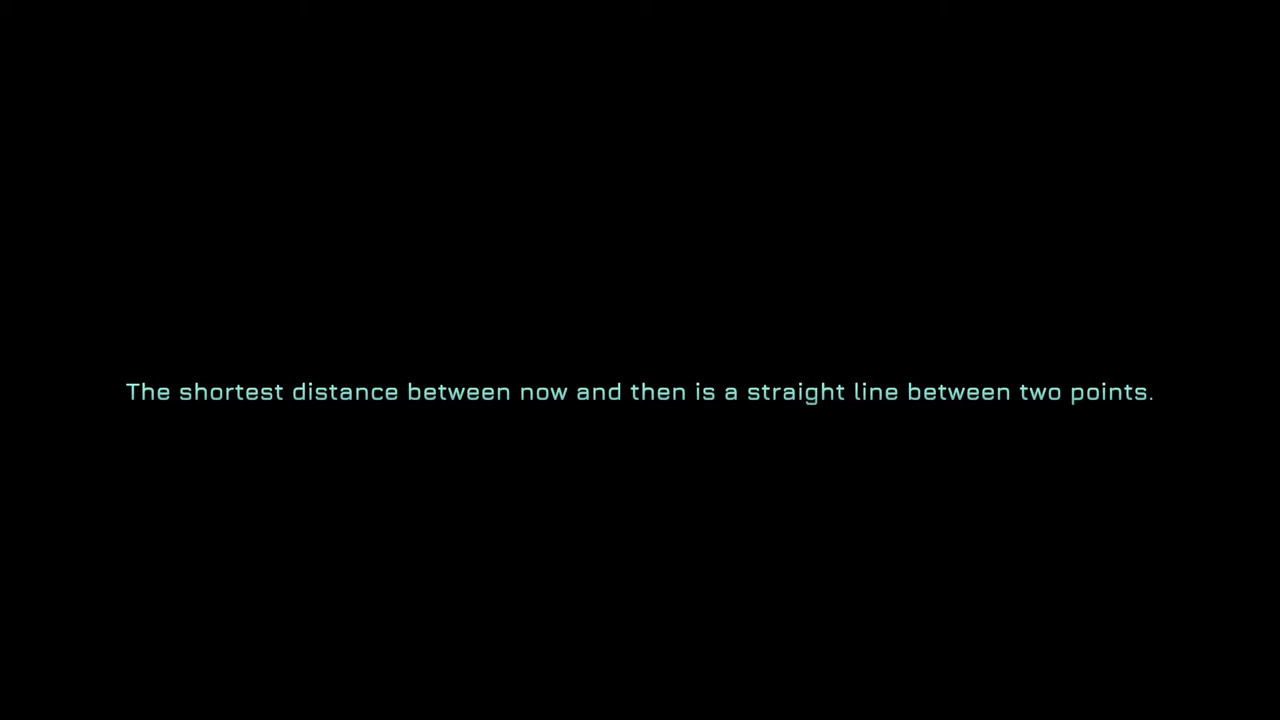 The shortest distance between now and then is a straight line between two points.